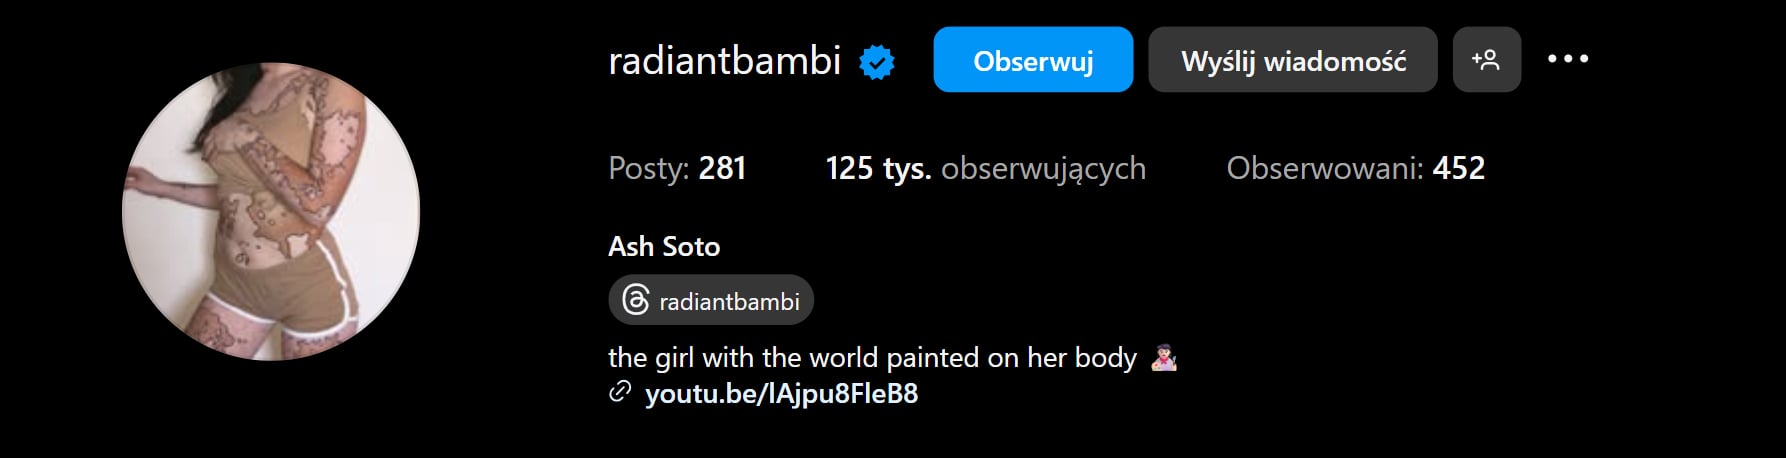 radiantbambi Obserwuj Wyślij wiadomość
Posty: 281 125 tys. obserwujących Obserwowani: 452
Ash Soto
radiantbambi
the girl with the world painted on her body 👩🏻‍🎨
youtu.be/lAjpu8FleB8